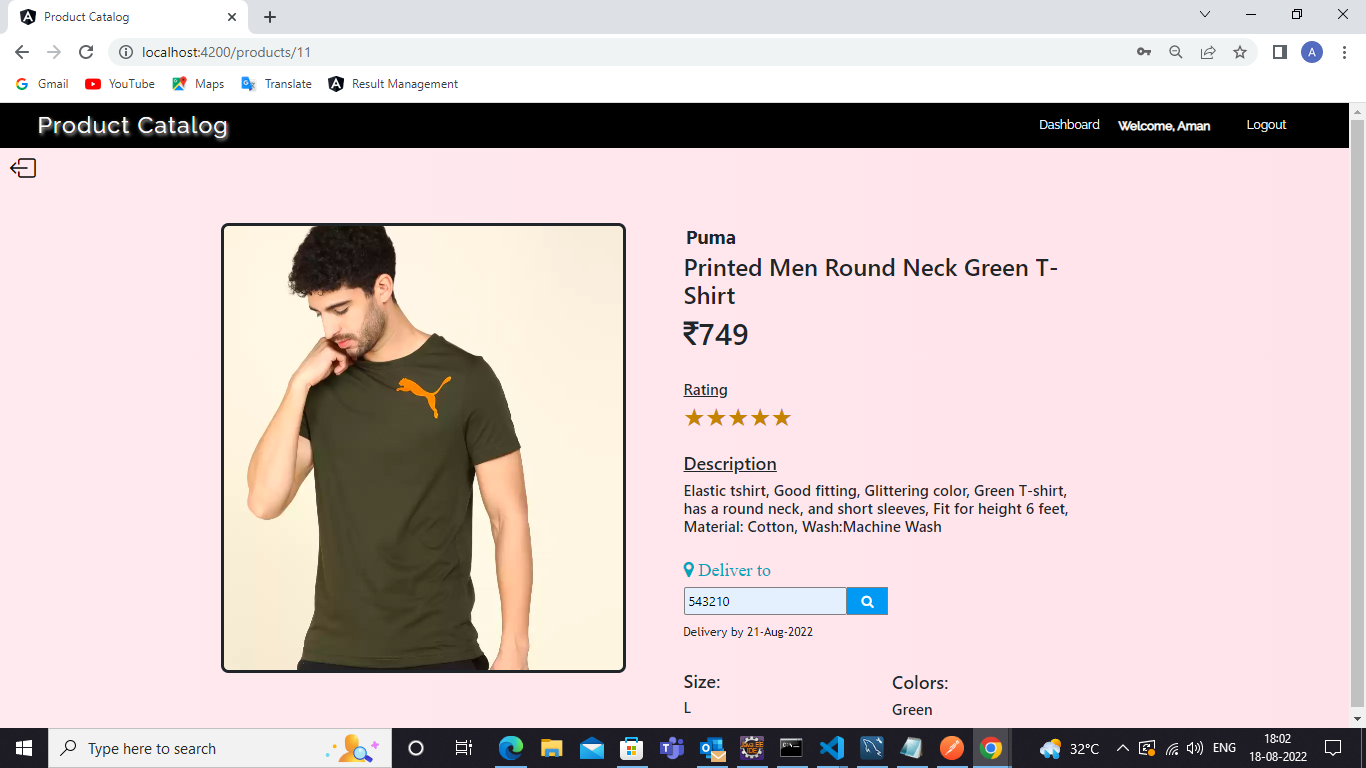 Product Catalog
localhost:4200/products/11
A
Gmail
YouTube
Maps
Translate
Result Management
Product Catalog
Dashboard
Welcome, Aman
Logout
Puma
Printed Men Round Neck Green T-
Shirt
₹749
Rating
★★★★★
Description
Elastic tshirt, Good fitting, Glittering color, Green T-shirt,
has a round neck, and short sleeves, Fit for height 6 feet,
Material: Cotton, Wash:Machine Wash
Deliver to
543210
Delivery by 21-Aug-2022
Size:
Colors:
L
Green
Type here to search
32°C
ENG
18:02
18-08-2022